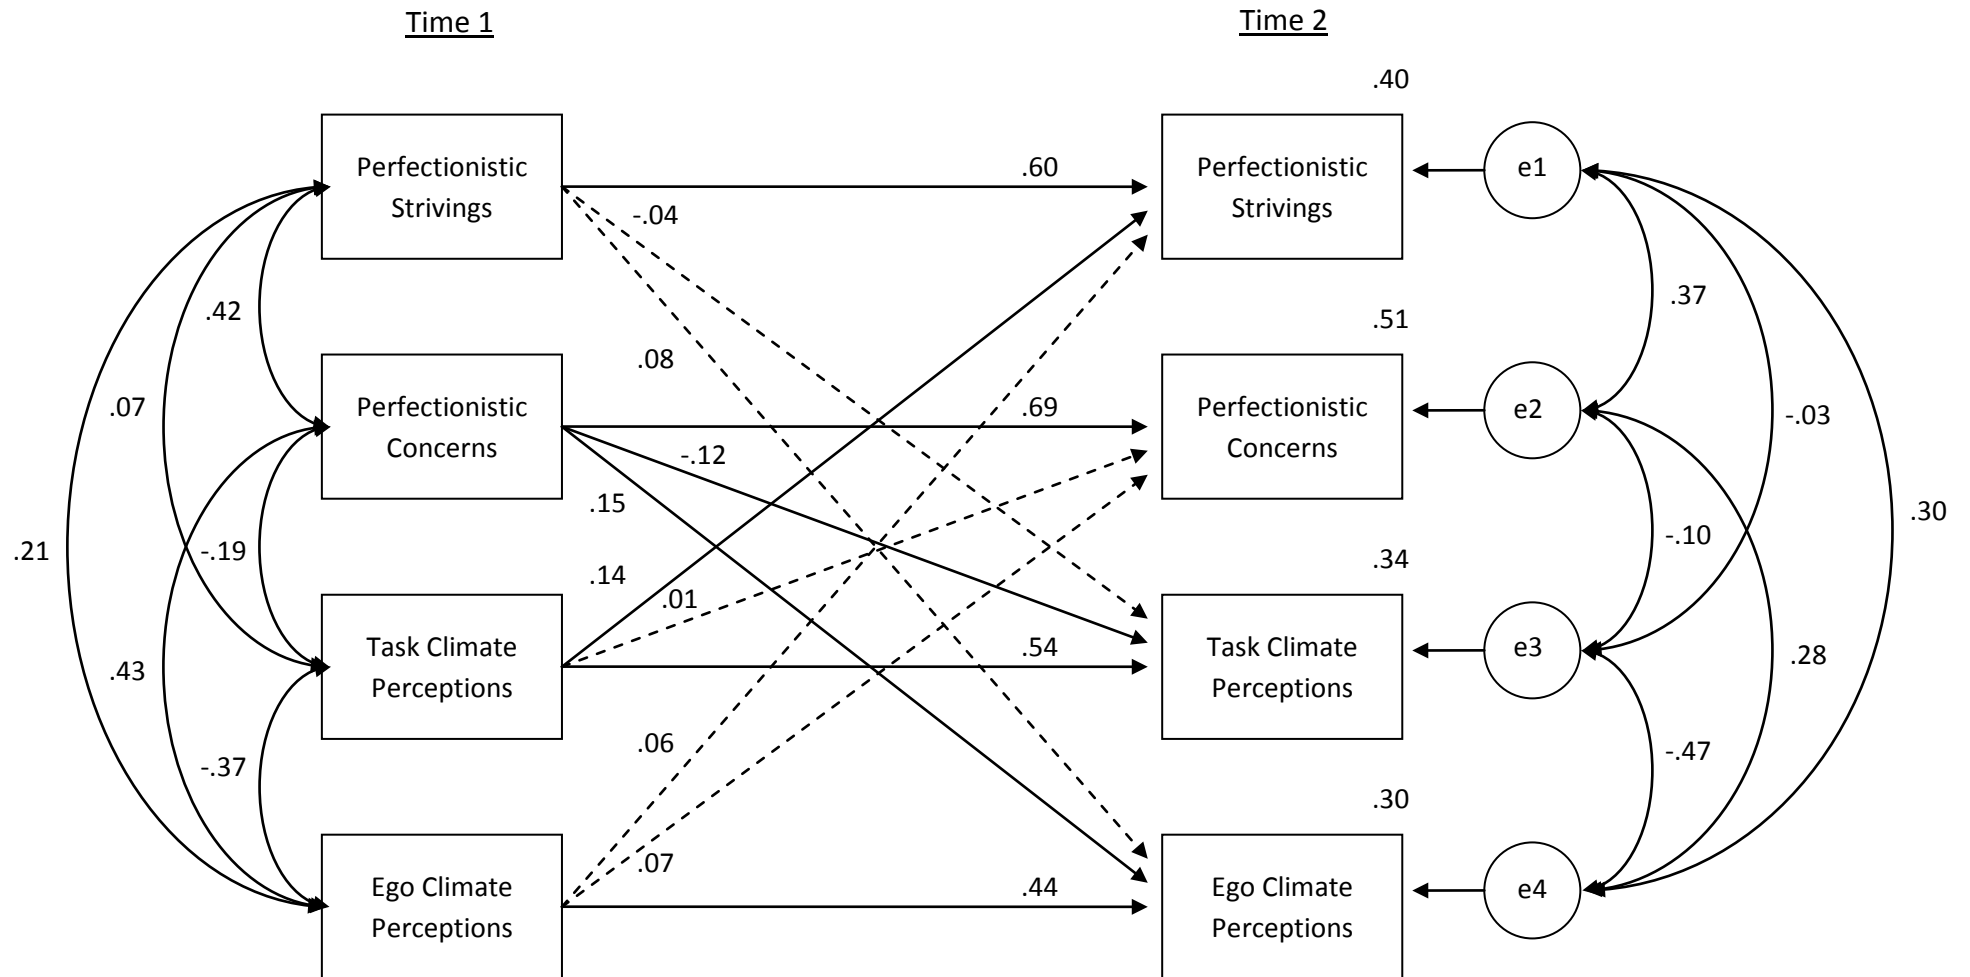 Time 1
Time 2
.40
Perfectionistic
Strivings
.60
-.04
Perfectionistic
Strivings
e1
.42
.37
.51
.08
.07
Perfectionistic
Concerns
.69
-.12
Perfectionistic
Concerns
e2
-.03
.15
.30
.21
-.19
-.10
.34
.14
.01
Task Climate
Perceptions
.54
Task Climate
Perceptions
e3
.28
.43
.06
-.47
-.37
.30
.07
Ego Climate
Perceptions
.44
Ego Climate
Perceptions
e4